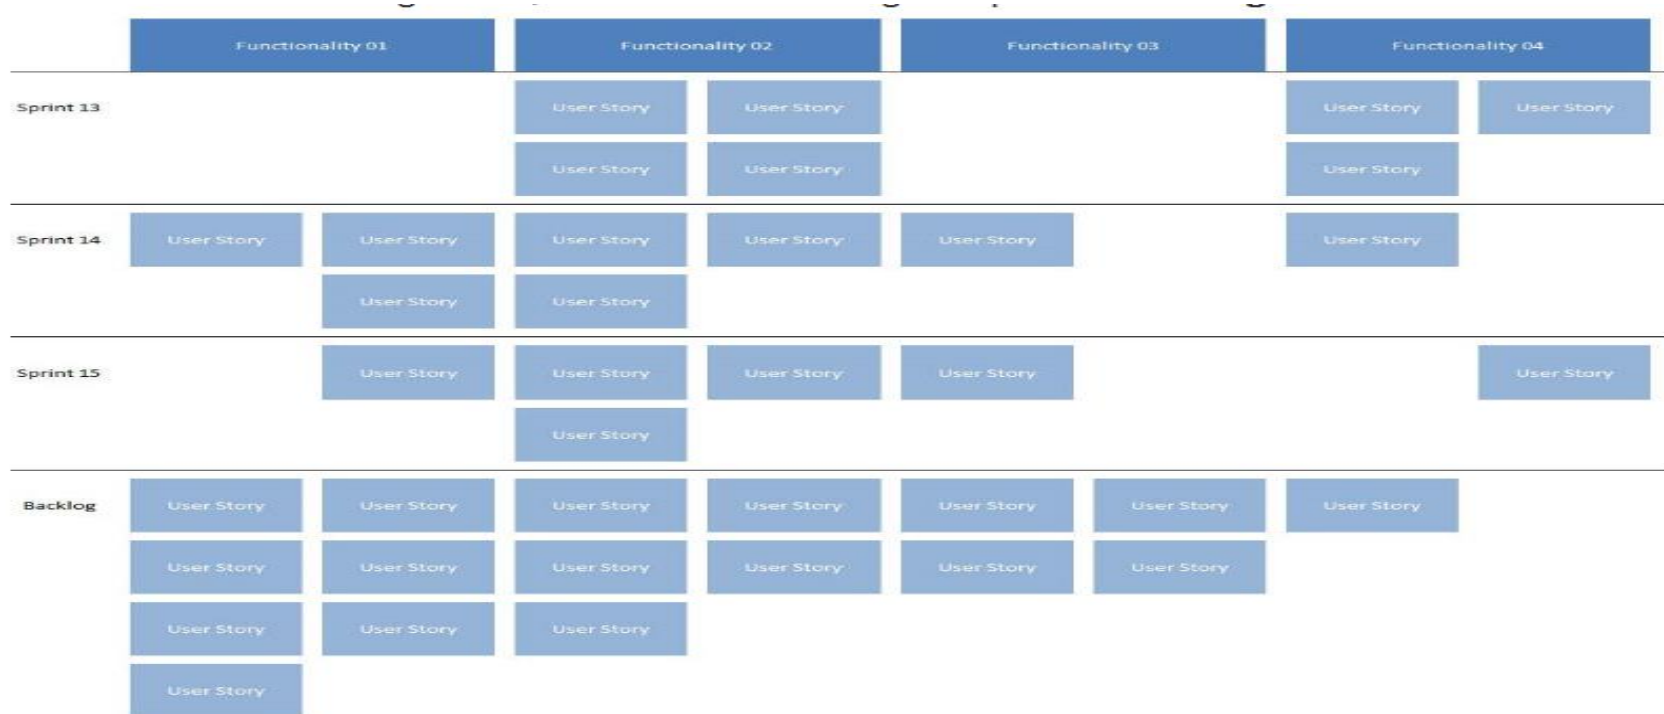 Functionality 01 Functionality 02 Functionality 03 Functionality 04
Sprint 13 User Story User Story User Story User Story
User Story User Story User Story
Sprint 14 User Story User Story User Story User Story User Story User Story
User Story User Story
Sprint 15 User Story User Story User Story User Story User Story
User Story
Backlog User Story User Story User Story User Story User Story User Story User Story
User Story User Story User Story User Story User Story User Story
User Story User Story User Story
User Story